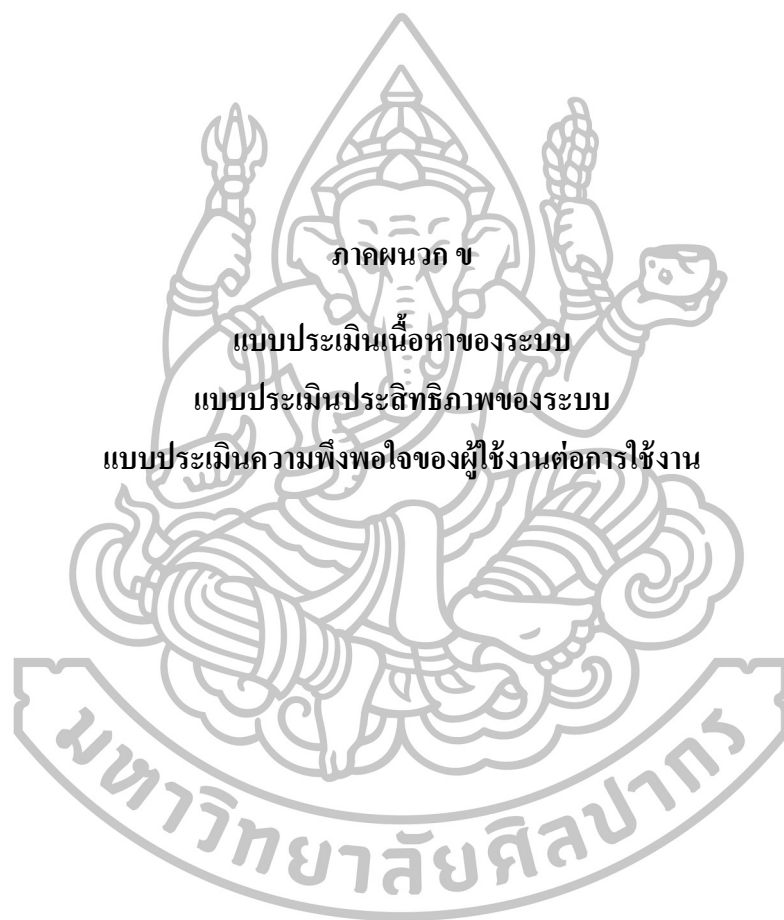 ภาคผนวก ข
แบบประเมินเนื้อหาของระบบ
แบบประเมินประสิทธิภาพของระบบ
แบบประเมินความพึงพอใจของผู้ใช้งานต่อการใช้งาน
มหาวิทยาลัยศิลปากร